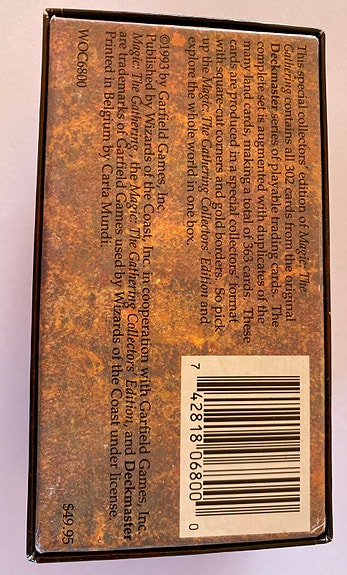 This special collectors' edition of Magic: The
Gathering contains all 302 cards from the original
Deckmaster series of playable trading cards. The
complete set is augmented with duplicates of the
many land cards, making a total of 363 cards. These
cards are produced in a special collectors' format
with square-cut corners and gold borders. So pick
up the Magic: The Gathering Collectors' Edition and
explore the whole world in one box.
7 42818 06800 0
©1993 by Garfield Games, Inc.
Published by Wizards of the Coast, Inc. in cooperation with Garfield Games, Inc.
Magic: The Gathering, the Magic: The Gathering Collectors' Edition, and Deckmaster
are trademarks of Garfield Games used by Wizards of the Coast under license.
Printed in Belgium by Carta Mundi.
WOC6800
$49.95